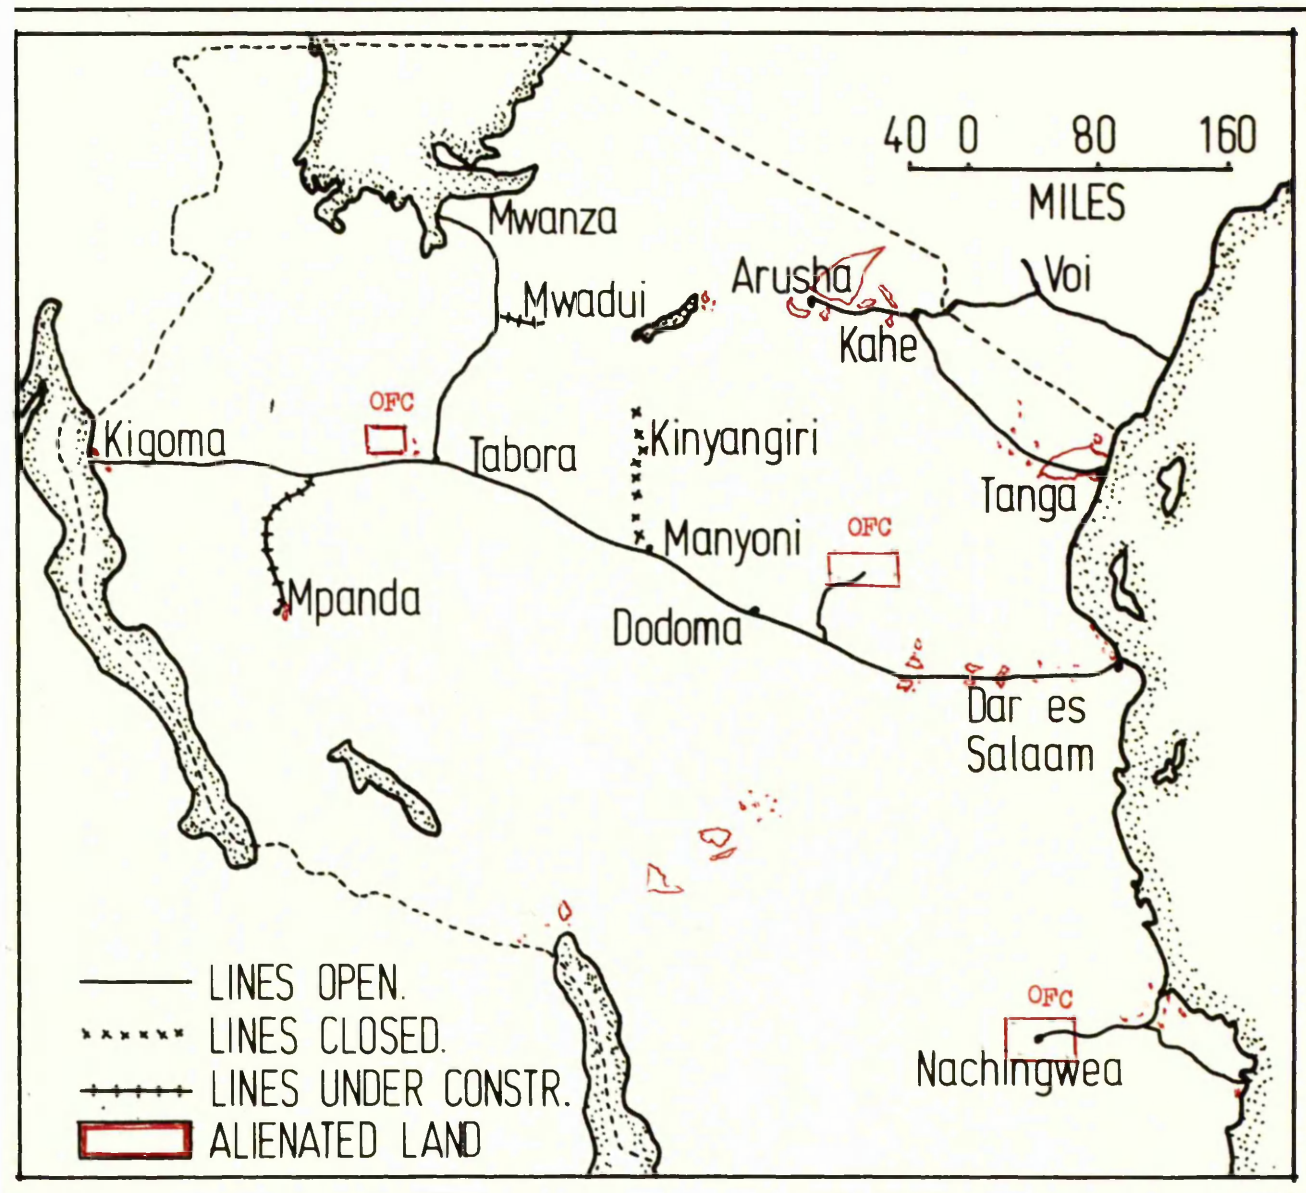 40 0 80 160
MILES
Mwanza
Arusha
Voi
Mwadui
Kahe
OFC
Kigoma
Tabora
Kinyangiri
Tanga
OFC
Manyoni
Mpanda
Dodoma
Dar es
Salaam
LINES OPEN.
LINES CLOSED.
LINES UNDER CONSTR.
ALIENATED LAND
OFC
Nachingwea